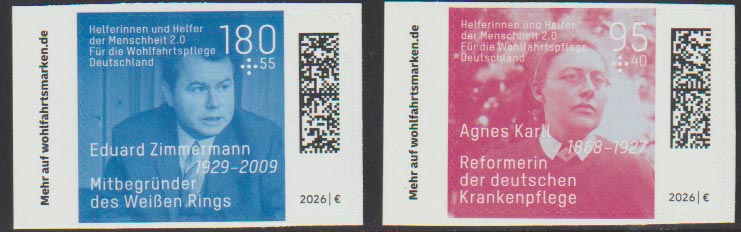 Mehr auf wohlfahrtsmarken.de
Helferinnen und Helfer
der Menschheit 2.0
Für die Wohlfahrtspflege
Deutschland
180
+55
Eduard Zimmermann
1929–2009
Mitbegründer
des Weißen Rings
2026|€
Mehr auf wohlfahrtsmarken.de
Helferinnen und Helfer
der Menschheit 2.0
Für die Wohlfahrtspflege
Deutschland
95
+40
Agnes Karll
1868–1927
Reformerin
der deutschen
Krankenpflege
2026|€